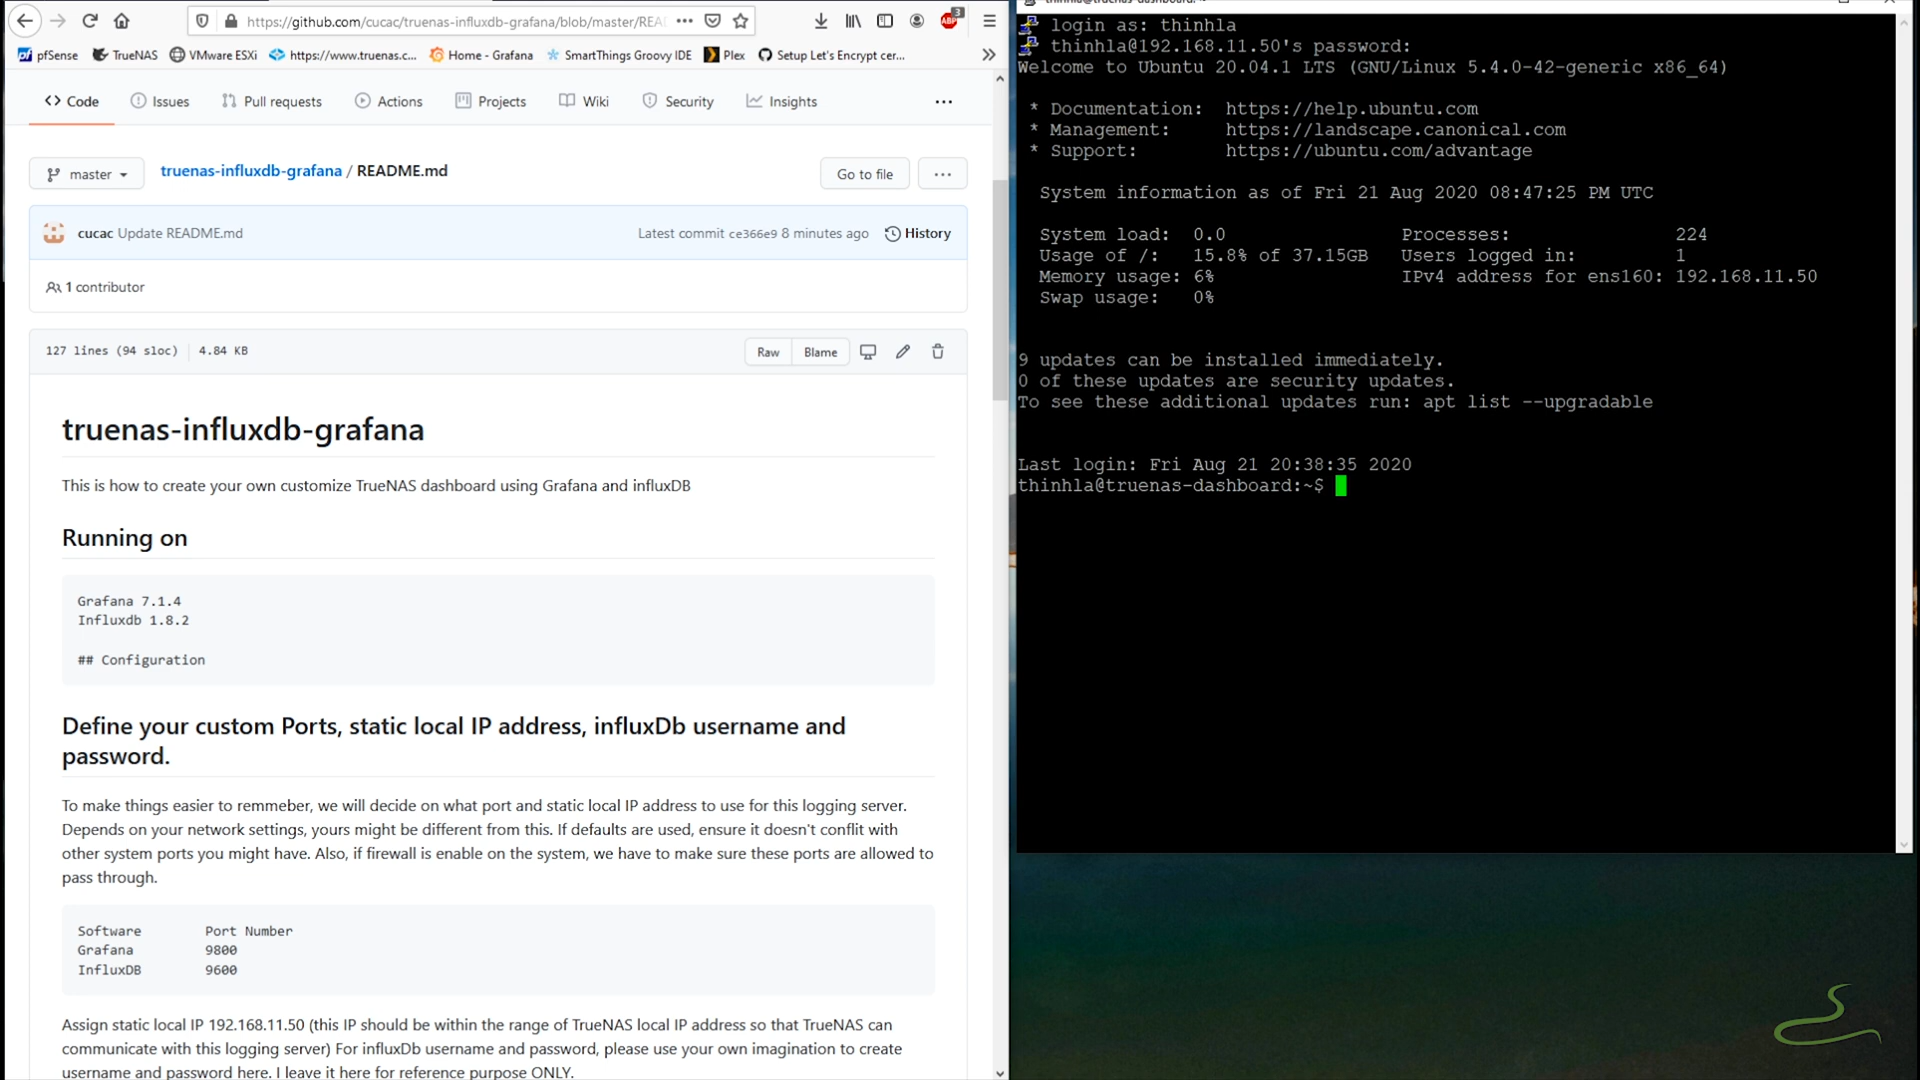 https://github.com/cucac/truenas-influxdb-grafana/blob/master/REA
3
pfSense TrueNAS VMware ESXi https://www.truenas.c... Home - Grafana SmartThings Groovy IDE Plex Setup Let's Encrypt cer...
Code Issues Pull requests Actions Projects Wiki Security Insights
master truenas-influxdb-grafana / README.md Go to file
cucac Update README.md Latest commit ce366e9 8 minutes ago History
1 contributor
127 lines (94 sloc) 4.84 KB Raw Blame
truenas-influxdb-grafana
This is how to create your own customize TrueNAS dashboard using Grafana and influxDB
Running on
Grafana 7.1.4
Influxdb 1.8.2
## Configuration
Define your custom Ports, static local IP address, influxDb username and
password.
To make things easier to remmeber, we will decide on what port and static local IP address to use for this logging server.
Depends on your network settings, yours might be different from this. If defaults are used, ensure it doesn't conflit with
other system ports you might have. Also, if firewall is enable on the system, we have to make sure these ports are allowed to
pass through.
Software Port Number
Grafana 9800
InfluxDB 9600
Assign static local IP 192.168.11.50 (this IP should be within the range of TrueNAS local IP address so that TrueNAS can
communicate with this logging server) For influxDb username and password, please use your own imagination to create
username and password here. I leave it here for reference purpose ONLY.
login as: thinhla
thinhla@192.168.11.50's password:
Welcome to Ubuntu 20.04.1 LTS (GNU/Linux 5.4.0-42-generic x86_64)
* Documentation: https://help.ubuntu.com
* Management: https://landscape.canonical.com
* Support: https://ubuntu.com/advantage
System information as of Fri 21 Aug 2020 08:47:25 PM UTC
System load: 0.0 Processes: 224
Usage of /: 15.8% of 37.15GB Users logged in: 1
Memory usage: 6% IPv4 address for ens160: 192.168.11.50
Swap usage: 0%
9 updates can be installed immediately.
0 of these updates are security updates.
To see these additional updates run: apt list --upgradable
Last login: Fri Aug 21 20:38:35 2020
thinhla@truenas-dashboard:~$